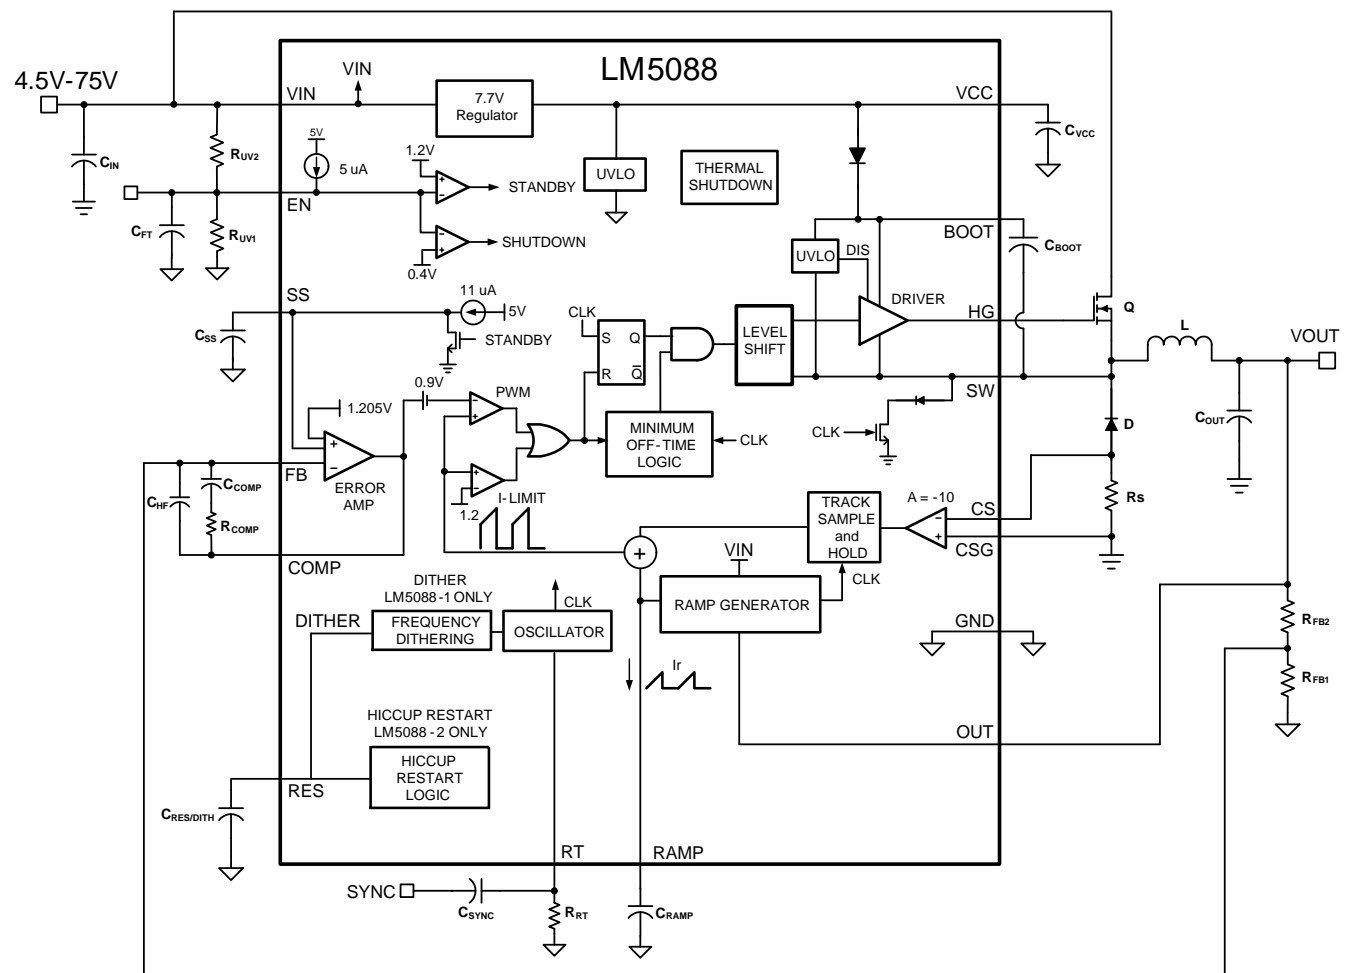 LM5088
4.5V-75V
VIN
VIN
7.7V
Regulator
VCC
CVCC
CIN
RUV2
5V
5 uA
1.2V
STANDBY
UVLO
THERMAL
SHUTDOWN
EN
CFT
RUV1
SHUTDOWN
0.4V
BOOT
CBOOT
UVLO
DIS
DRIVER
HG
Q
SS
11 uA
5V
CLK
STANDBY
CSS
S
Q
R
Q
LEVEL
SHIFT
L
VOUT
SW
0.9V
PWM
1.205V
+
−
ERROR
AMP
FB
MINIMUM
OFF-TIME
LOGIC
CLK
CLK
D
COUT
CHF
CCOMP
RCOMP
COMP
1.2
I-LIMIT
TRACK
SAMPLE
and
HOLD
A = -10
CS
CSG
Rs
+
VIN
CLK
DITHER
LM5088-1 ONLY
DITHER
FREQUENCY
DITHERING
CLK
OSCILLATOR
RAMP GENERATOR
GND
RFB2
RFB1
Ir
HICCUP RESTART
LM5088-2 ONLY
HICCUP
RESTART
LOGIC
OUT
RES
CRES/DITH
RT
RAMP
SYNC
CSYNC
RRT
CRAMP